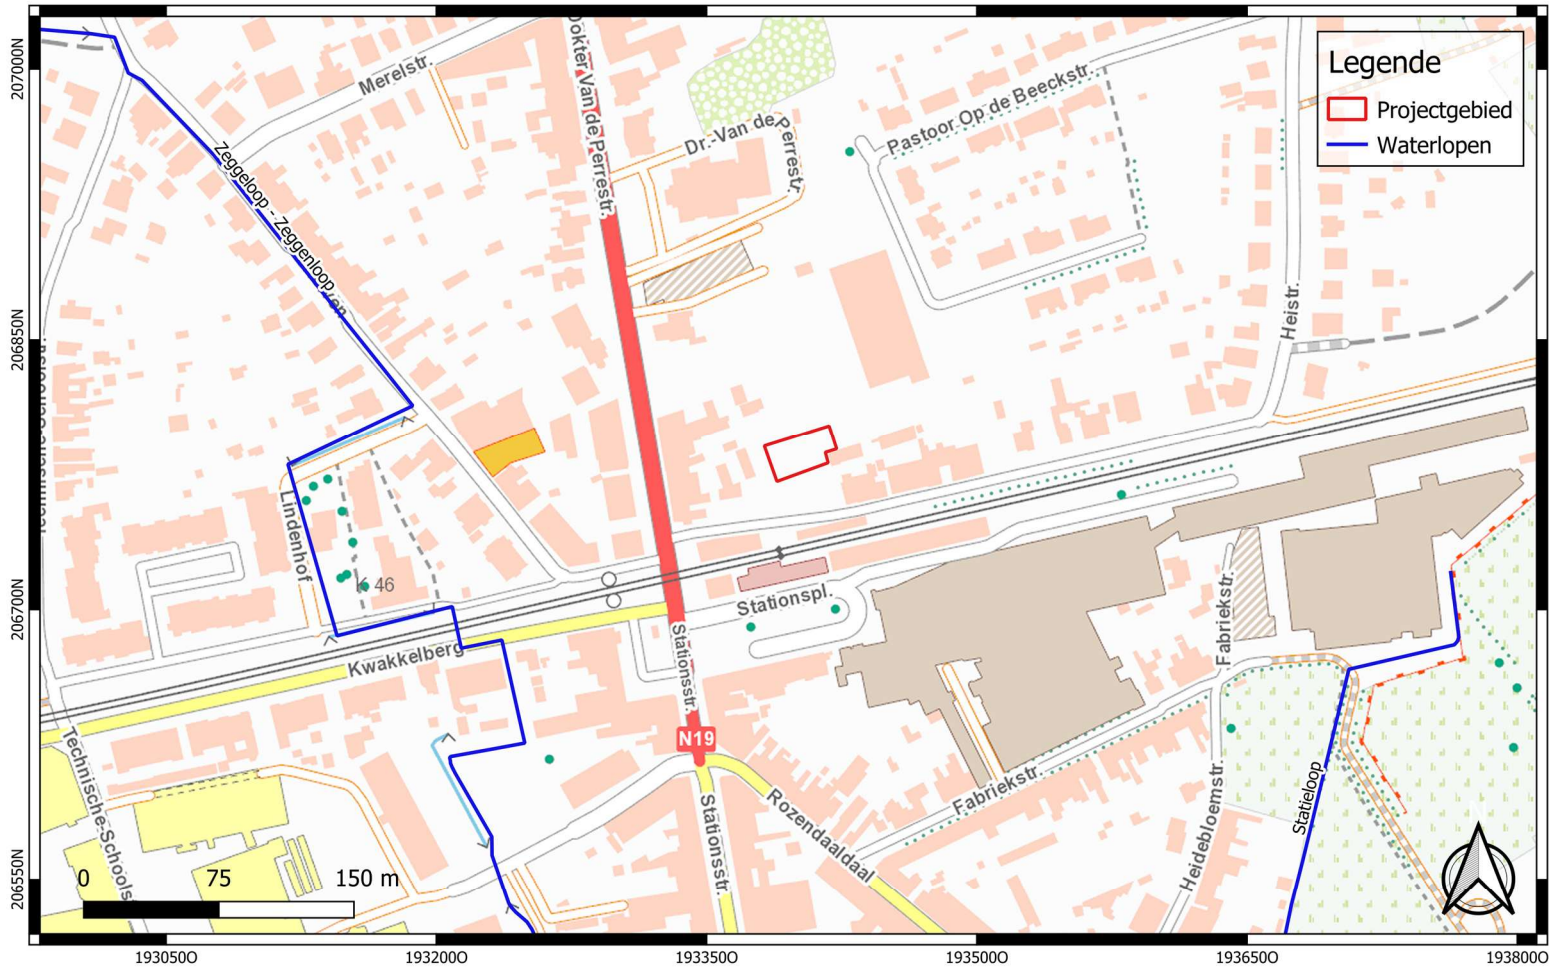 Legende
Projectgebied
Waterlopen
Merelstr.
Dokter Van de Perrestr.
Dr. Van de Perrestr.
Pastoor Op de Beeckstr.
Zeggeloop - Zeggenloop
Heistr.
Lindenhof
K 46
Stationspl.
Kwakkelberg
Stationsstr.
N19
Fabriekstr.
Fabriekstr.
Technische-Schoolstr.
Rozendaaldaal
Stationsstr.
Heidebloemstr.
Statieloop
0 75 150 m
207000N
206850N
206700N
206550N
193050O
193200O
193350O
193500O
193650O
193800O